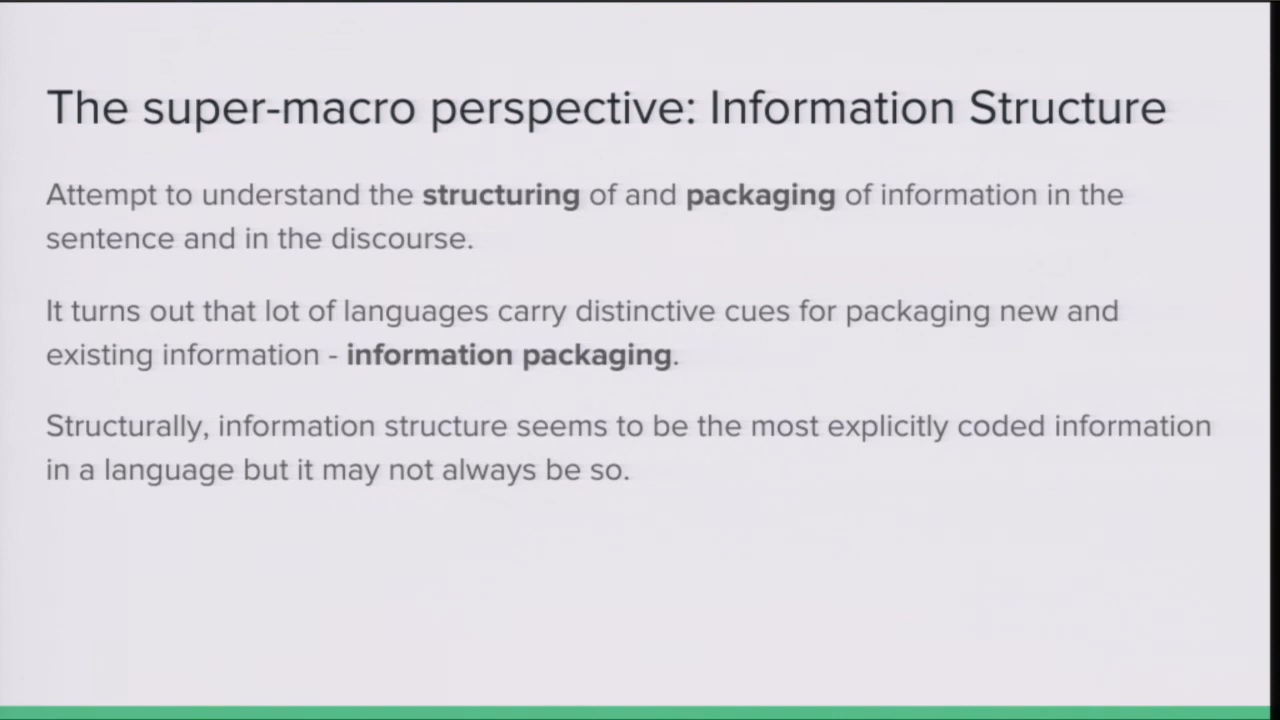 The super-macro perspective: Information Structure
Attempt to understand the structuring of and packaging of information in the
sentence and in the discourse.
It turns out that lot of languages carry distinctive cues for packaging new and
existing information - information packaging.
Structurally, information structure seems to be the most explicitly coded information
in a language but it may not always be so.